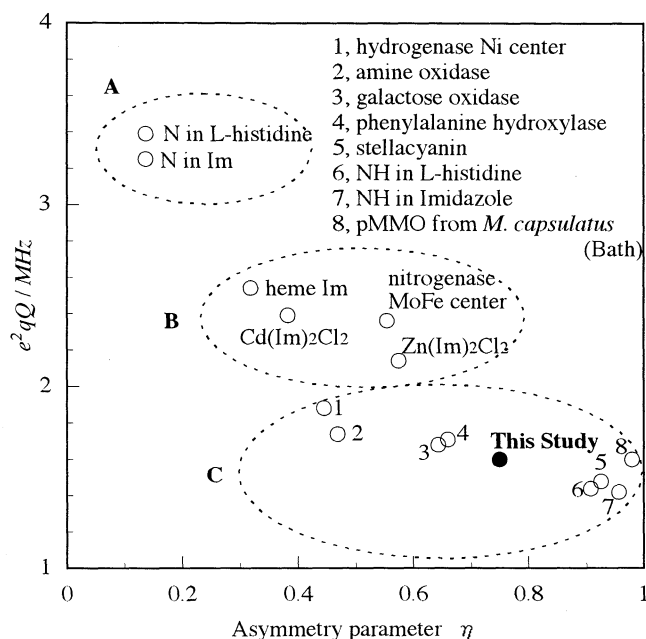 4
3
2
1
e²qQ / MHz
A
N in L-histidine
N in Im
1, hydrogenase Ni center
2, amine oxidase
3, galactose oxidase
4, phenylalanine hydroxylase
5, stellacyanin
6, NH in L-histidine
7, NH in Imidazole
8, pMMO from M. capsulatus
(Bath)
B
heme Im
Cd(Im)2Cl2
nitrogenase
MoFe center
Zn(Im)2Cl2
C
1
2
3
4
This Study
8
5
6
7
0
0.2
0.4
0.6
0.8
1
Asymmetry parameter η